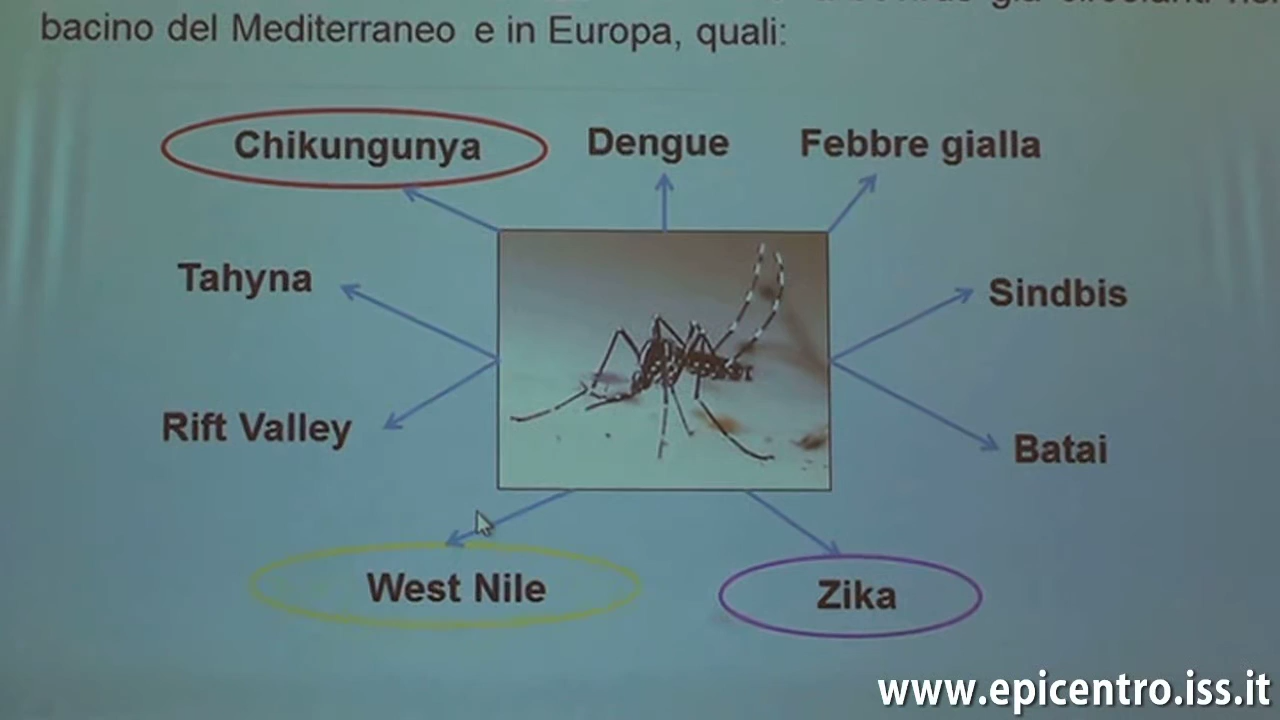 bacino del Mediterraneo e in Europa, quali:
Chikungunya
Dengue
Febbre gialla
Tahyna
Sindbis
Rift Valley
Batai
West Nile
Zika
www.epicentro.iss.it